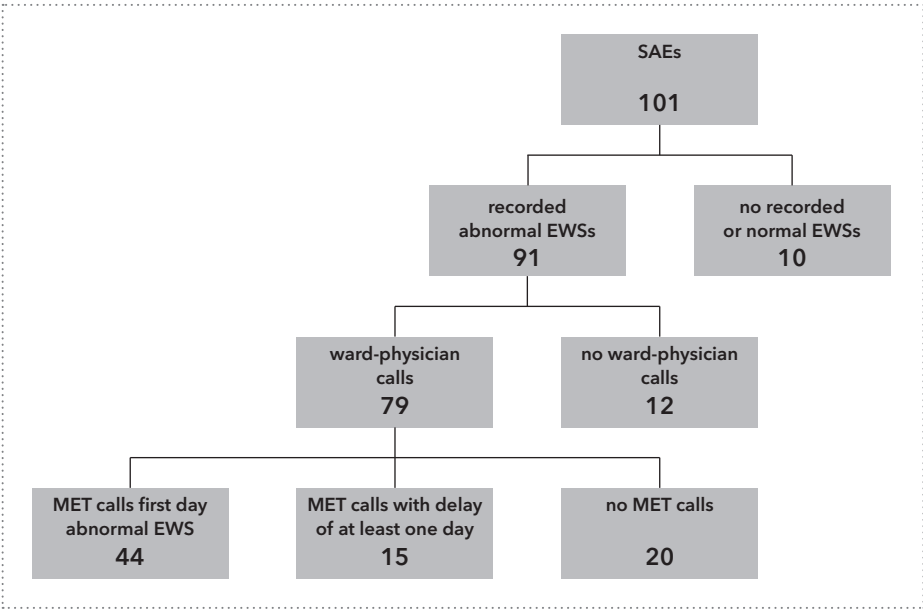 SAEs
101
recorded
abnormal EWSs
91
no recorded
or normal EWSs
10
ward-physician
calls
79
no ward-physician
calls
12
MET calls first day
abnormal EWS
44
MET calls with delay
of at least one day
15
no MET calls
20